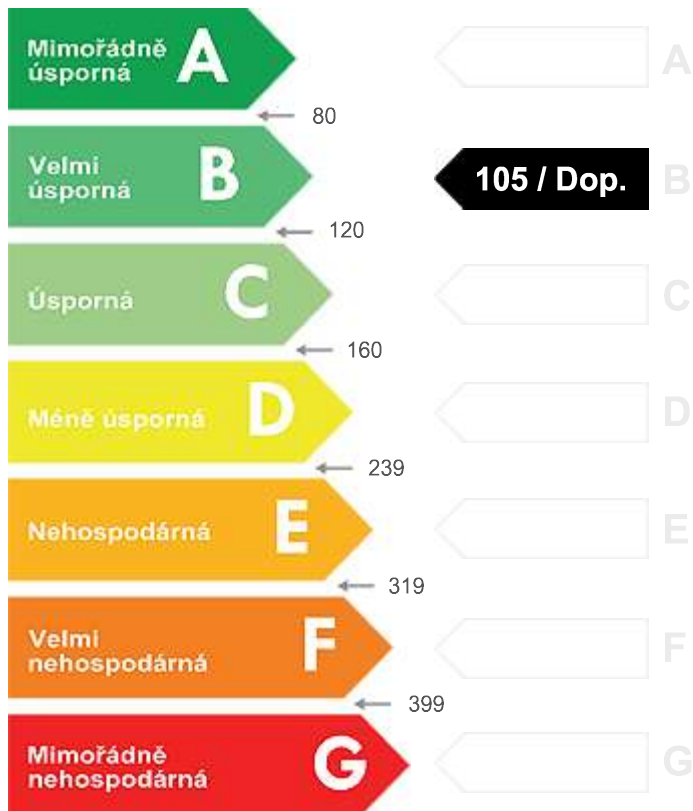 Mimořádně
úsporná
A
A
80
Velmi
úsporná
B
105 / Dop.
B
120
Úsporná
C
C
160
Méně úsporná
D
D
239
Nehospodárná
E
E
319
Velmi
nehospodárná
F
F
399
Mimořádně
nehospodárná
G
G